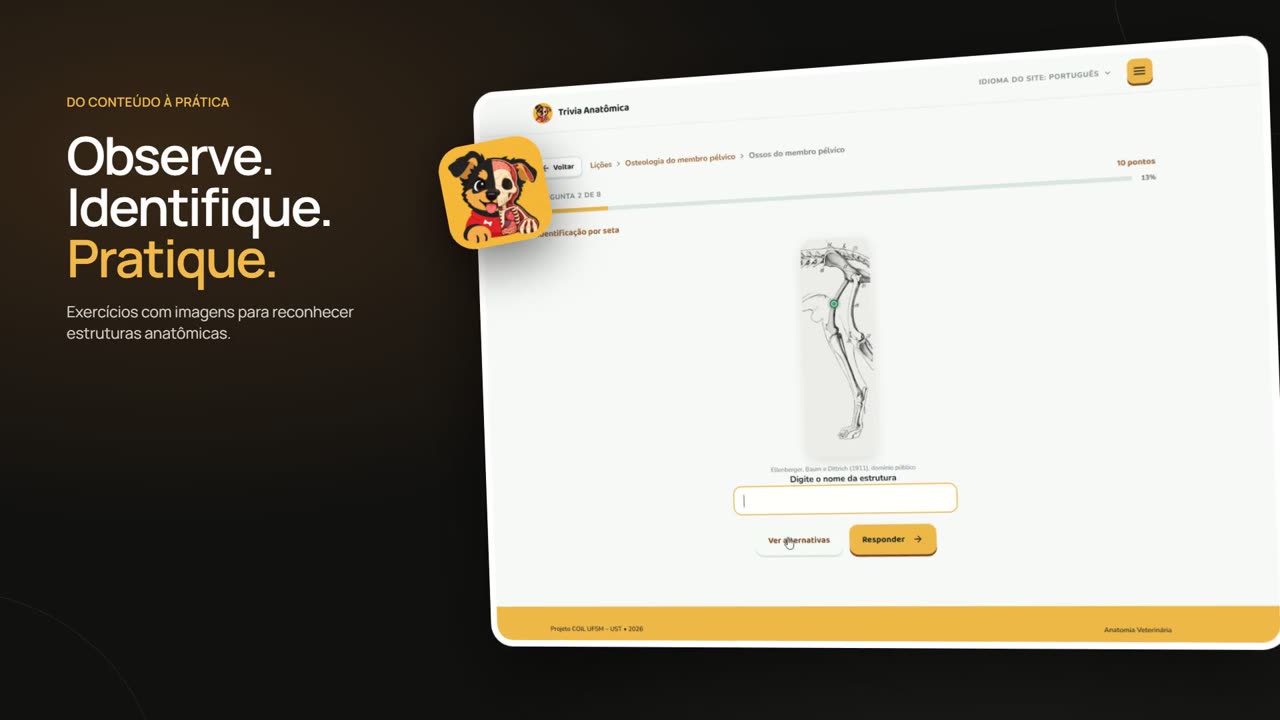 DO CONTEÚDO À PRÁTICA
Observe.
Identifique.
Pratique.
Exercícios com imagens para reconhecer
estruturas anatômicas.
Trivia Anatômica
IDIOMA DO SITE: PORTUGUÊS
Voltar
Lições > Osteologia do membro pélvico > Ossos do membro pélvico
10 pontos
GUNTA 2 DE 8
13%
entificação por seta
Ellenberger, Baum e Dittrich (1911), domínio público
Digite o nome da estrutura
Ver alternativas
Responder →
Projeto COIL UFSM – UST • 2026
Anatomia Veterinária